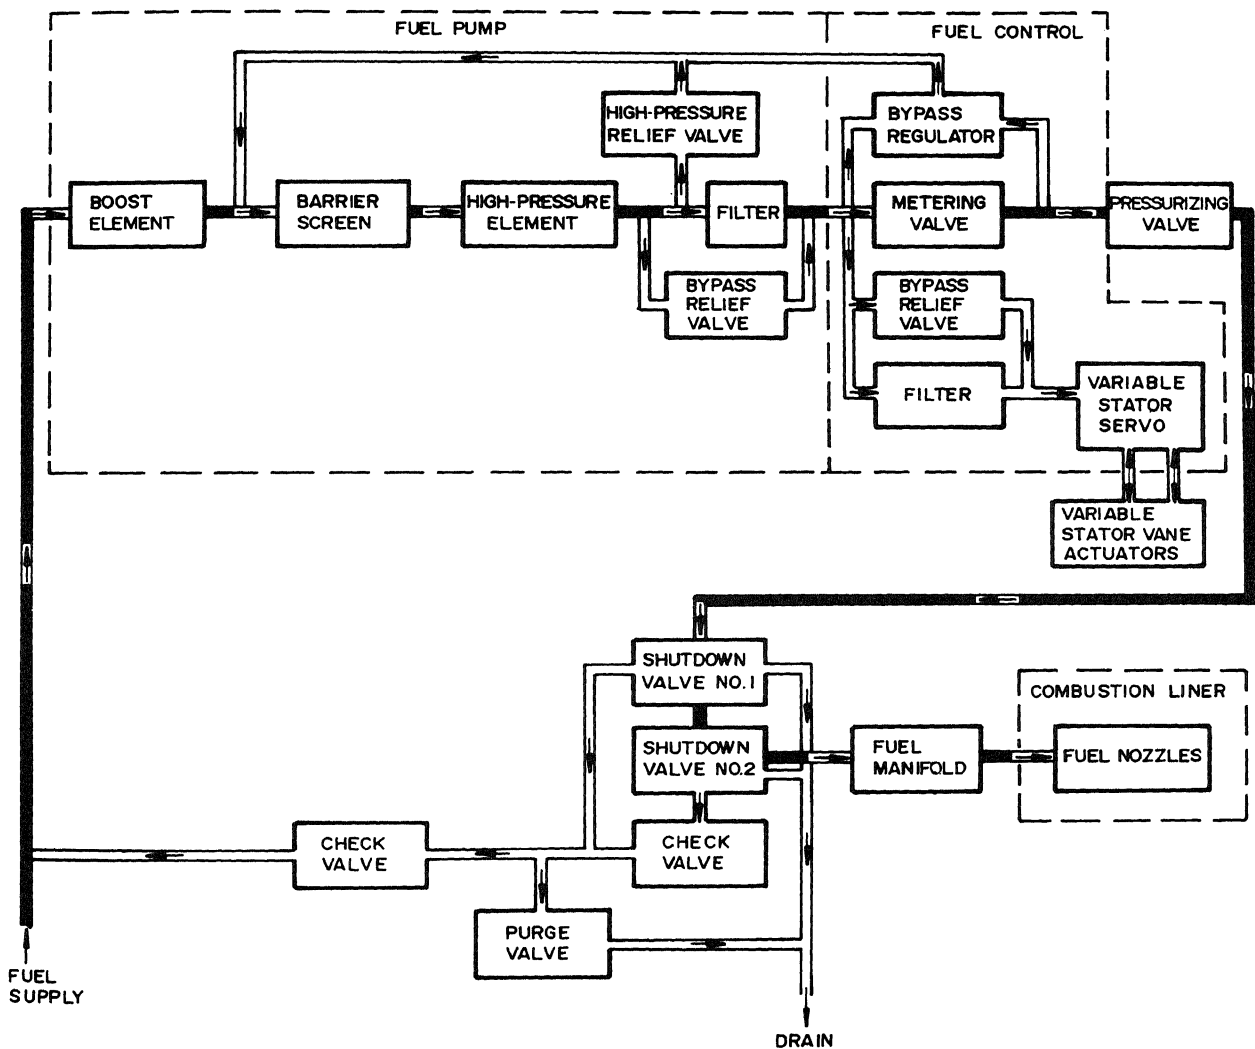 FUEL PUMP
FUEL CONTROL
HIGH-PRESSURE
RELIEF VALVE
BYPASS
REGULATOR
BOOST
ELEMENT
BARRIER
SCREEN
HIGH-PRESSURE
ELEMENT
FILTER
METERING
VALVE
PRESSURIZING
VALVE
BYPASS
RELIEF
VALVE
BYPASS
RELIEF
VALVE
FILTER
VARIABLE
STATOR
SERVO
VARIABLE
STATOR VANE
ACTUATORS
SHUTDOWN
VALVE NO. 1
SHUTDOWN
VALVE NO.2
FUEL
MANIFOLD
COMBUSTION LINER
FUEL NOZZLES
CHECK
VALVE
CHECK
VALVE
PURGE
VALVE
FUEL
SUPPLY
DRAIN